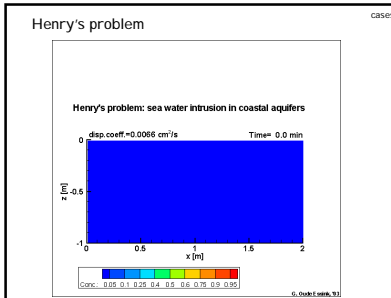 cases
Henry's problem
Henry's problem: sea water intrusion in coastal aquifers
disp.coeff.=0.0066 cm²/s Time= 0.0 min
0
-0.5
-1
z [m]
0 0.5 1 1.5 2
x [m]
Conc.: 0.05 0.1 0.25 0.4 0.5 0.6 0.75 0.9 0.95
G. Oude Essink, '93